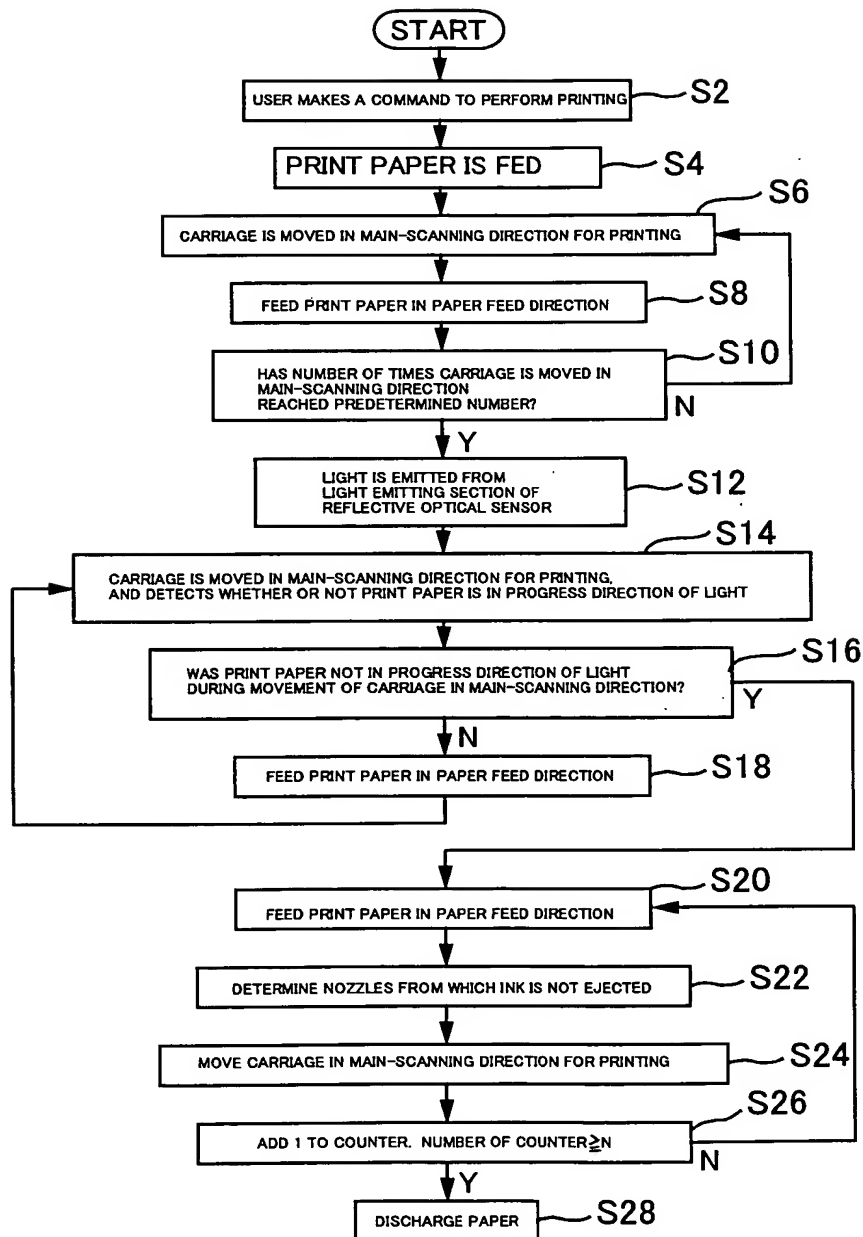 START
USER MAKES A COMMAND TO PERFORM PRINTING
S2
PRINT PAPER IS FED
S4
S6
CARRIAGE IS MOVED IN MAIN-SCANNING DIRECTION FOR PRINTING
FEED PRINT PAPER IN PAPER FEED DIRECTION
S8
S10
HAS NUMBER OF TIMES CARRIAGE IS MOVED IN
MAIN-SCANNING DIRECTION
REACHED PREDETERMINED NUMBER?
N
Y
LIGHT IS EMITTED FROM
LIGHT EMITTING SECTION OF
REFLECTIVE OPTICAL SENSOR
S12
S14
CARRIAGE IS MOVED IN MAIN-SCANNING DIRECTION FOR PRINTING,
AND DETECTS WHETHER OR NOT PRINT PAPER IS IN PROGRESS DIRECTION OF LIGHT
S16
WAS PRINT PAPER NOT IN PROGRESS DIRECTION OF LIGHT
DURING MOVEMENT OF CARRIAGE IN MAIN-SCANNING DIRECTION?
Y
N
FEED PRINT PAPER IN PAPER FEED DIRECTION
S18
S20
FEED PRINT PAPER IN PAPER FEED DIRECTION
DETERMINE NOZZLES FROM WHICH INK IS NOT EJECTED
S22
MOVE CARRIAGE IN MAIN-SCANNING DIRECTION FOR PRINTING
S24
S26
ADD 1 TO COUNTER. NUMBER OF COUNTER≧N
N
Y
DISCHARGE PAPER
S28